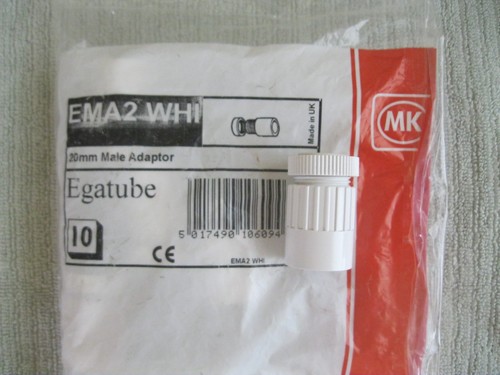 EMA2 WHI
Made in UK
MK
20mm Male Adaptor
Egatube
10
5 017490 106094
CE
EMA2 WHI